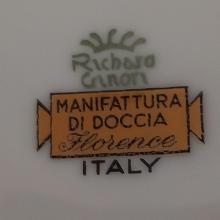 Richard
Ginori
MANIFATTURA
DI DOCCIA
Florence
ITALY